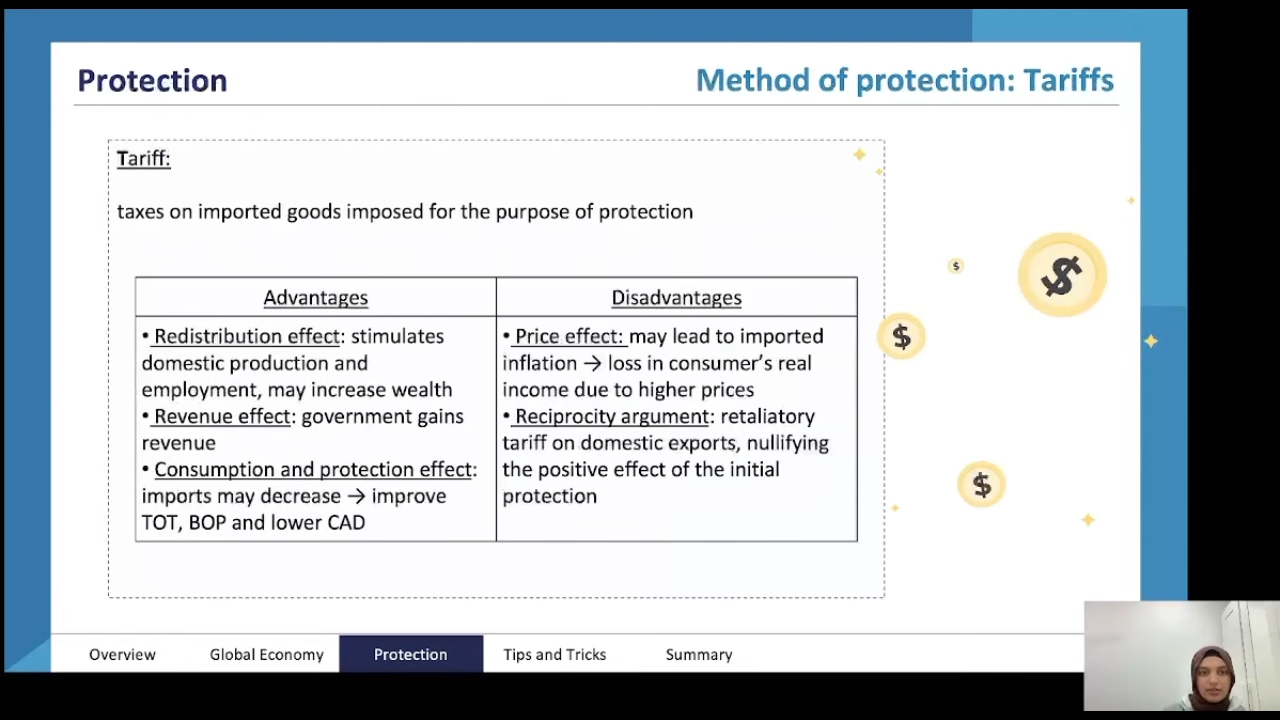 Protection
Method of protection: Tariffs
Tariff:
taxes on imported goods imposed for the purpose of protection
Advantages
• Redistribution effect: stimulates
domestic production and
employment, may increase wealth
• Revenue effect: government gains
revenue
• Consumption and protection effect:
imports may decrease → improve
TOT, BOP and lower CAD
Disadvantages
• Price effect: may lead to imported
inflation → loss in consumer's real
income due to higher prices
• Reciprocity argument: retaliatory
tariff on domestic exports, nullifying
the positive effect of the initial
protection
$
$
$
$
Overview Global Economy Protection Tips and Tricks Summary